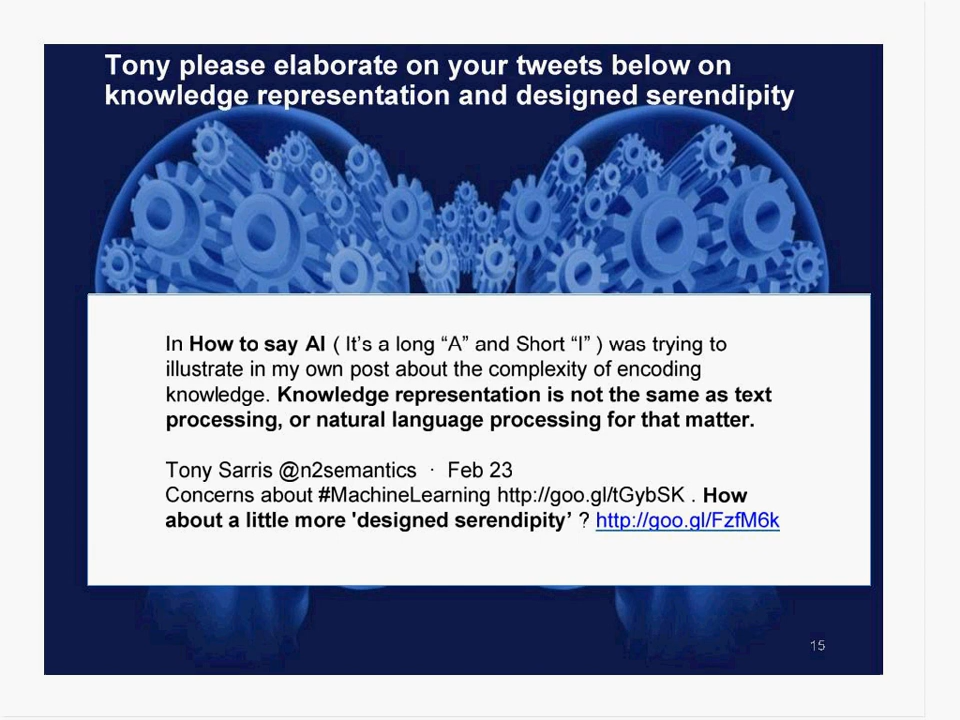 Tony please elaborate on your tweets below on
knowledge representation and designed serendipity
In How to say AI ( It’s a long “A” and Short “I” ) was trying to
illustrate in my own post about the complexity of encoding
knowledge. Knowledge representation is not the same as text
processing, or natural language processing for that matter.
Tony Sarris @n2semantics · Feb 23
Concerns about #MachineLearning http://goo.gl/tGybSK . How
about a little more 'designed serendipity’ ? http://goo.gl/FzfM6k
15